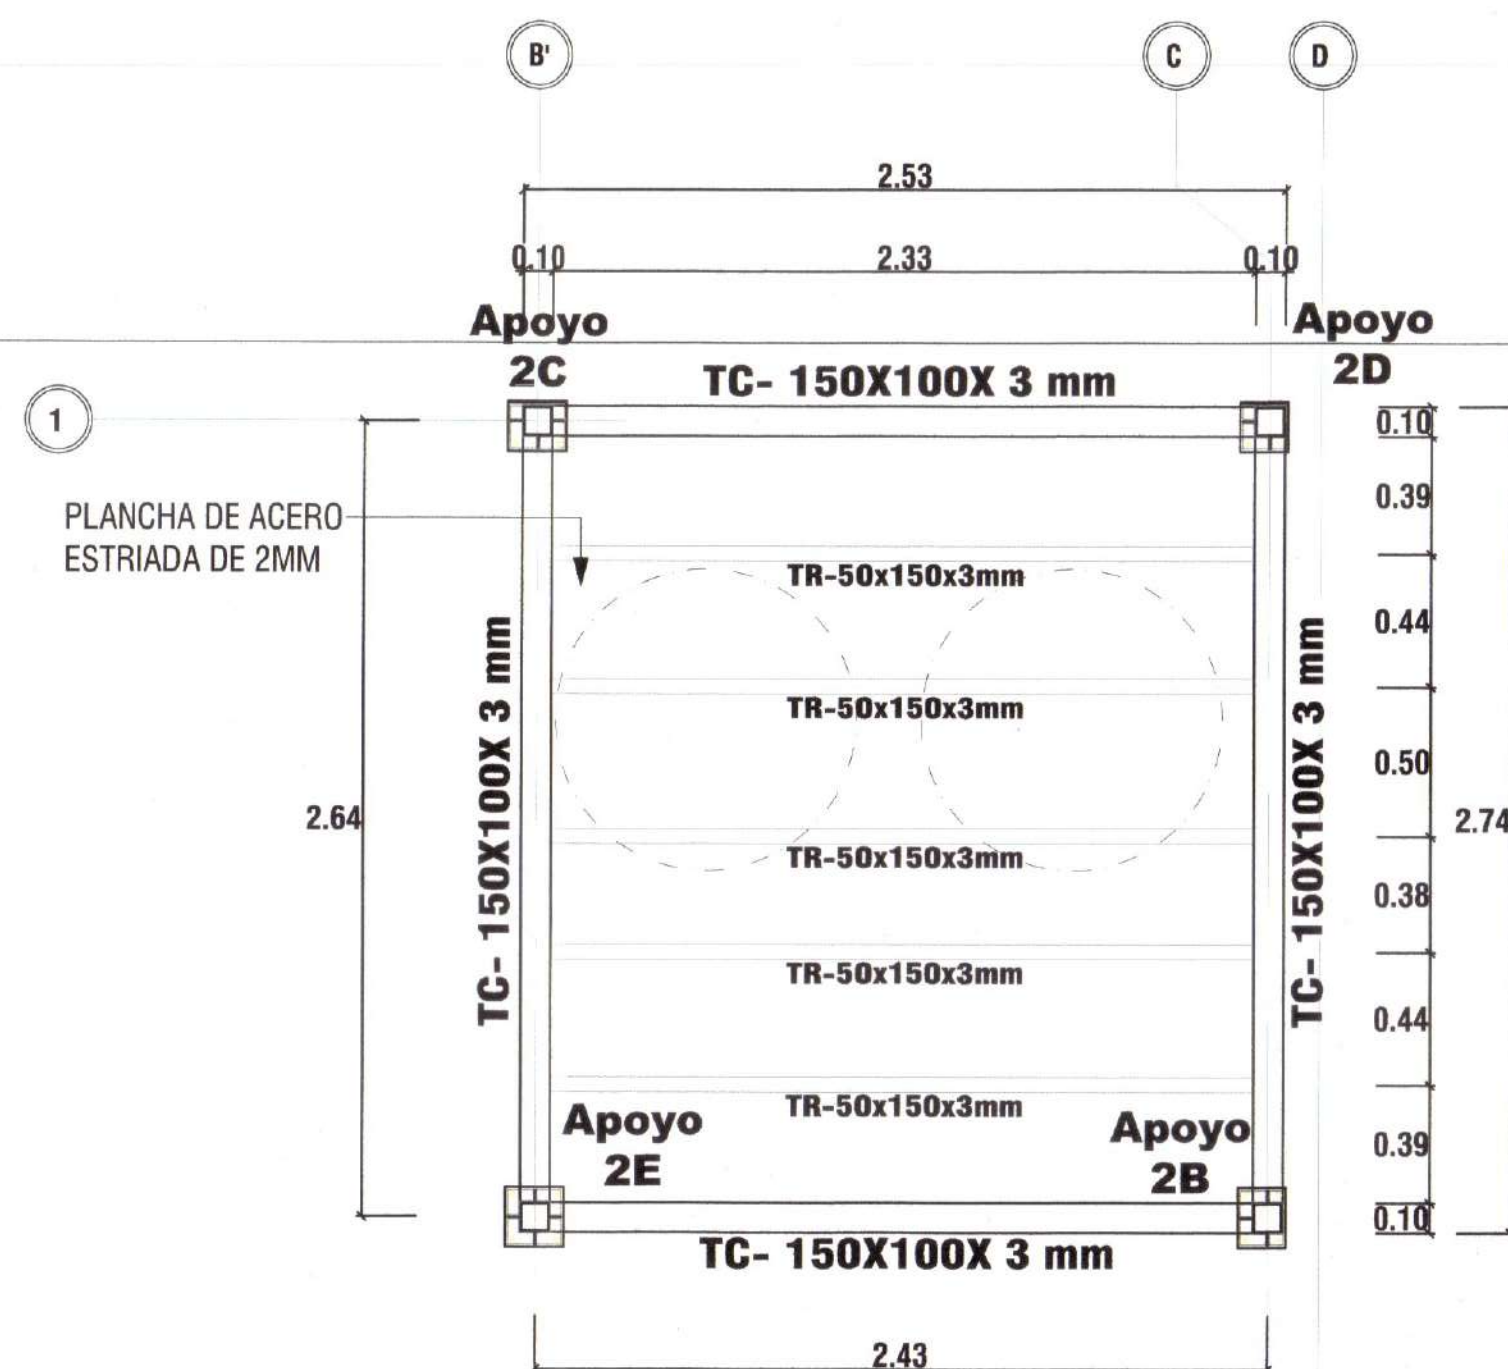 B'
C
D
2.53
0.10
2.33
0.10
Apoyo
2C
Apoyo
2D
TC- 150X100X 3 mm
1
0.10
0.39
PLANCHA DE ACERO
ESTRIADA DE 2MM
TR-50x150x3mm
0.44
TC- 150X100X 3 mm
TC- 150X100X 3 mm
TR-50x150x3mm
0.50
2.64
2.74
TR-50x150x3mm
0.38
TR-50x150x3mm
0.44
TR-50x150x3mm
Apoyo
2E
Apoyo
2B
0.39
0.10
TC- 150X100X 3 mm
2.43